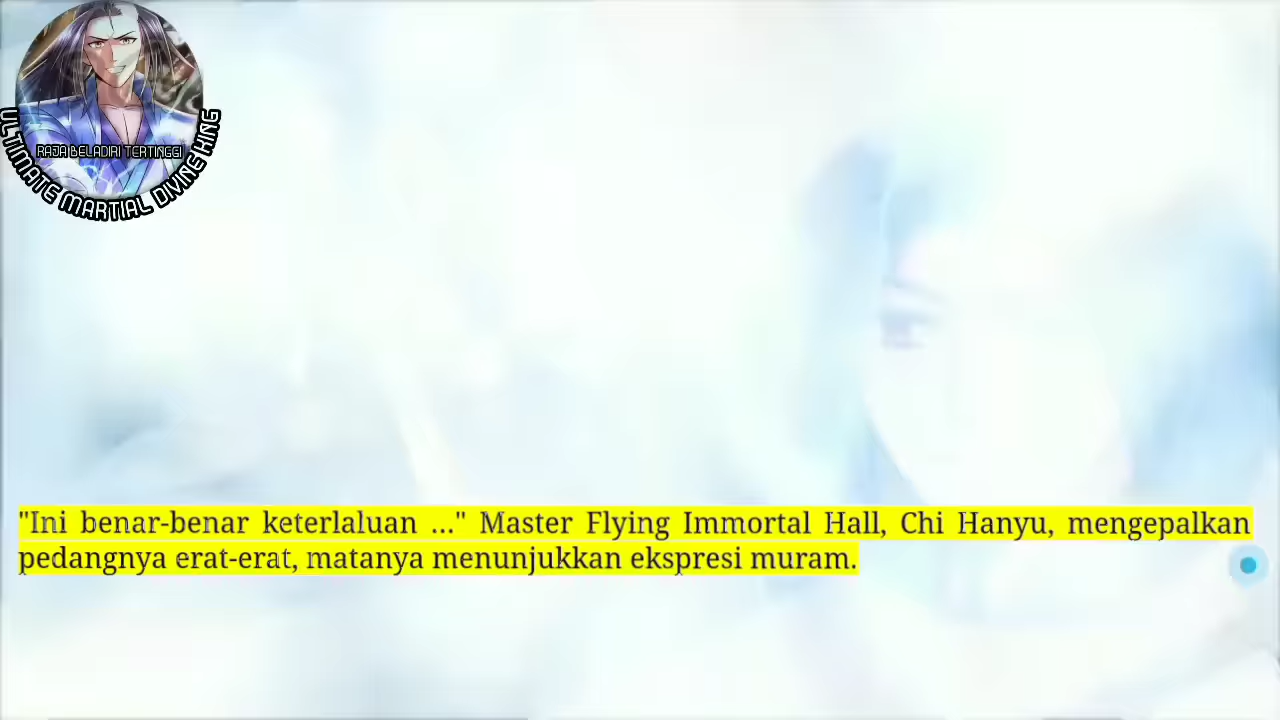 RAJA BELADIRI TERTINGGI
ULTIMATE MARTIAL DIVINE KING
"Ini benar-benar keterlaluan ..." Master Flying Immortal Hall, Chi Hanyu, mengepalkan
pedangnya erat-erat, matanya menunjukkan ekspresi muram.